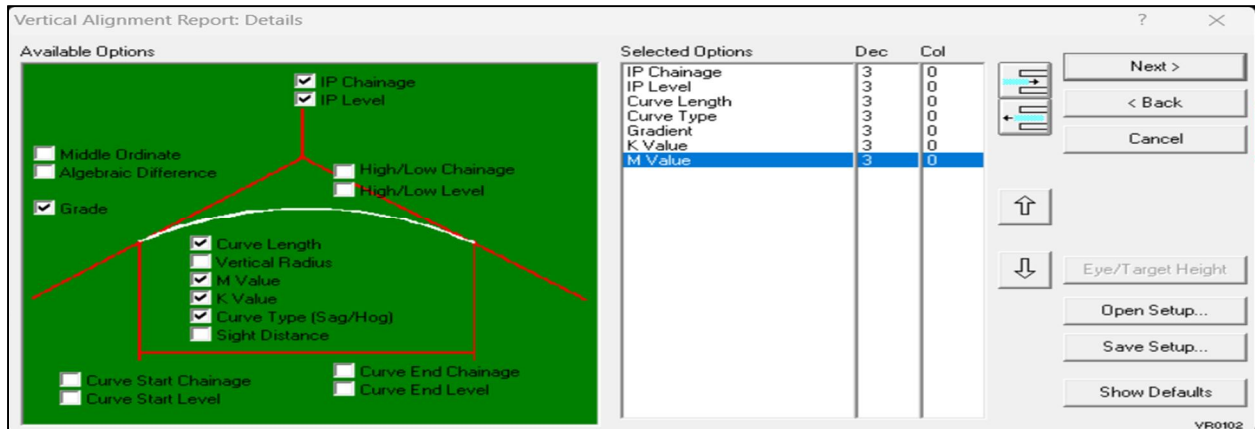 Vertical Alignment Report: Details ? ×
Available Options
IP Chainage
IP Level
Middle Ordinate
Algebraic Difference
High/Low Chainage
High/Low Level
Grade
Curve Length
Vertical Radius
M Value
K Value
Curve Type (Sag/Hog)
Sight Distance
Curve Start Chainage
Curve Start Level
Curve End Chainage
Curve End Level
Selected Options Dec Col
IP Chainage 3 0
IP Level 3 0
Curve Length 3 0
Curve Type 3 0
Gradient 3 0
K Value 3 0
M Value 3 0
Next >
< Back
Cancel
Eye/Target Height
Open Setup...
Save Setup...
Show Defaults
VR0102